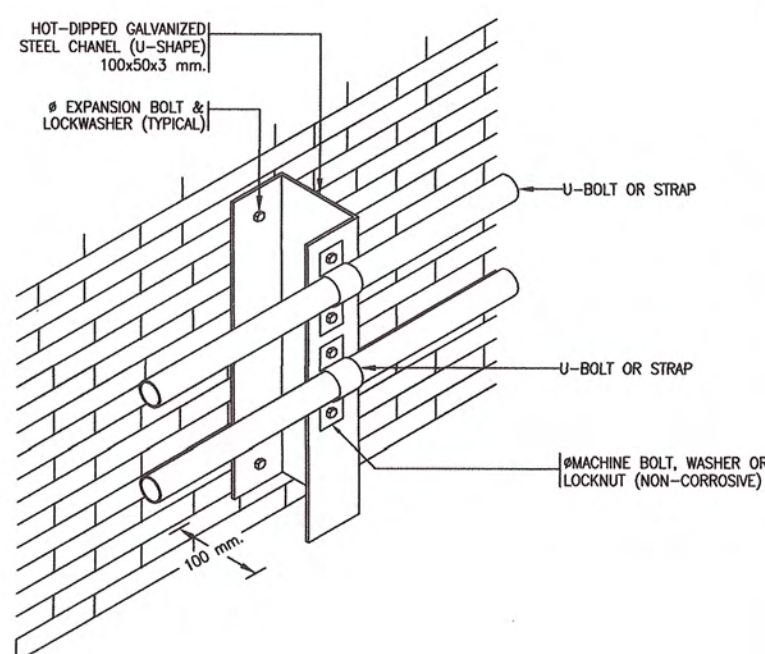 HOT-DIPPED GALVANIZED
STEEL CHANEL (U-SHAPE)
100x50x3 mm.
ø EXPANSION BOLT &
LOCKWASHER (TYPICAL)
U-BOLT OR STRAP
U-BOLT OR STRAP
øMACHINE BOLT, WASHER OR
LOCKNUT (NON-CORROSIVE)
100 mm.